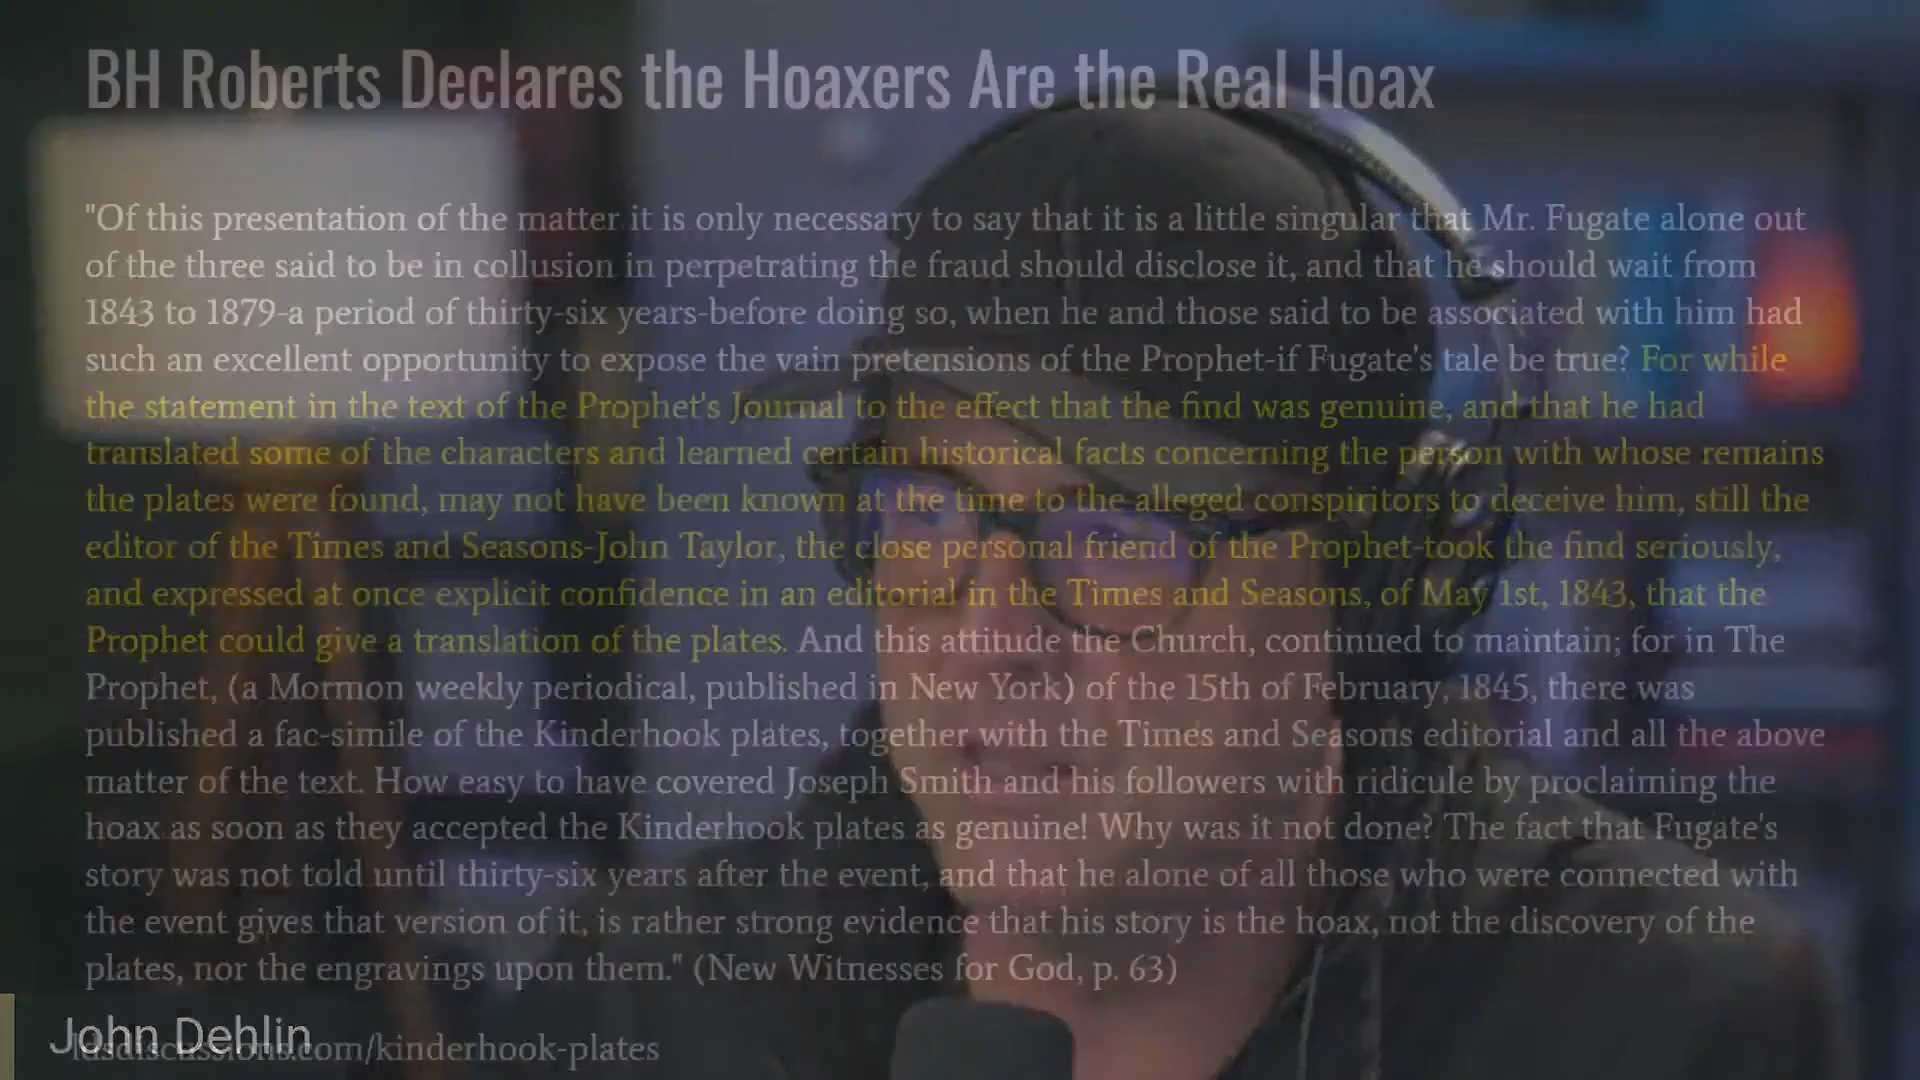 BH Roberts Declares the Hoaxers Are the Real Hoax
"Of this presentation of the matter it is only necessary to say that it is a little singular that Mr. Fugate alone out
of the three said to be in collusion in perpetrating the fraud should disclose it, and that he should wait from
1843 to 1879-a period of thirty-six years-before doing so, when he and those said to be associated with him had
such an excellent opportunity to expose the vain pretensions of the Prophet-if Fugate's tale be true? For while
the statement in the text of the Prophet's Journal to the effect that the find was genuine, and that he had
translated some of the characters and learned certain historical facts concerning the person with whose remains
the plates were found, may not have been known at the time to the alleged conspiritors to deceive him, still the
editor of the Times and Seasons-John Taylor, the close personal friend of the Prophet-took the find seriously,
and expressed at once explicit confidence in an editorial in the Times and Seasons, of May 1st, 1843, that the
Prophet could give a translation of the plates. And this attitude the Church, continued to maintain; for in The
Prophet, (a Mormon weekly periodical, published in New York) of the 15th of February, 1845, there was
published a fac-simile of the Kinderhook plates, together with the Times and Seasons editorial and all the above
matter of the text. How easy to have covered Joseph Smith and his followers with ridicule by proclaiming the
hoax as soon as they accepted the Kinderhook plates as genuine! Why was it not done? The fact that Fugate's
story was not told until thirty-six years after the event, and that he alone of all those who were connected with
the event gives that version of it, is rather strong evidence that his story is the hoax, not the discovery of the
plates, nor the engravings upon them." (New Witnesses for God, p. 63)
John Dehlin
ldsdiscussions.com/kinderhook-plates